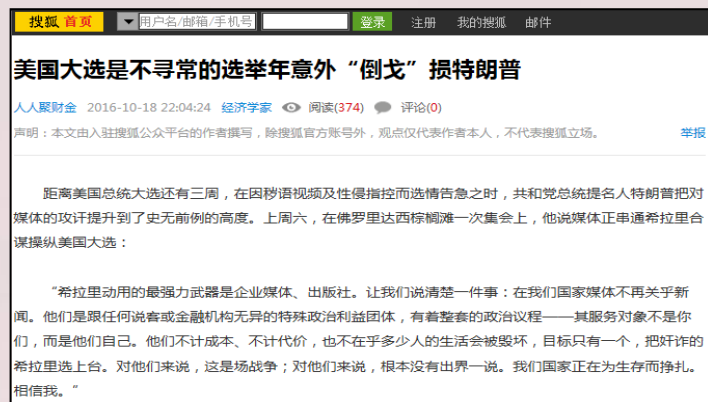 搜狐 首页 用户名/邮箱/手机号 登录 注册 我的搜狐 邮件
美国大选是不寻常的选举年意外“倒戈”损特朗普
人人聚财金 2016-10-18 22:04:24 经济学家 阅读(374) 评论(0)
声明：本文由入驻搜狐公众平台的作者撰写，除搜狐官方账号外，观点仅代表作者本人，不代表搜狐立场。 举报
距离美国总统大选还有三周，在因秽语视频及性侵指控而选情告急之时，共和党总统提名人特朗普把对
媒体的攻讦提升到了史无前例的高度。上周六，在佛罗里达西棕榈滩一次集会上，他说媒体正串通希拉里合
谋操纵美国大选：
“希拉里动用的最强力武器是企业媒体、出版社。让我们说清楚一件事：在我们国家媒体不再关乎新
闻。他们是跟任何说客或金融机构无异的特殊政治利益团体，有着整套的政治议程——其服务对象不是你
们，而是他们自己。他们不计成本、不计代价，也不在乎多少人的生活会被毁坏，目标只有一个，把奸诈的
希拉里选上台。对他们来说，这是场战争；对他们来说，根本没有出界一说。我们国家正在为生存而挣扎。
相信我。”